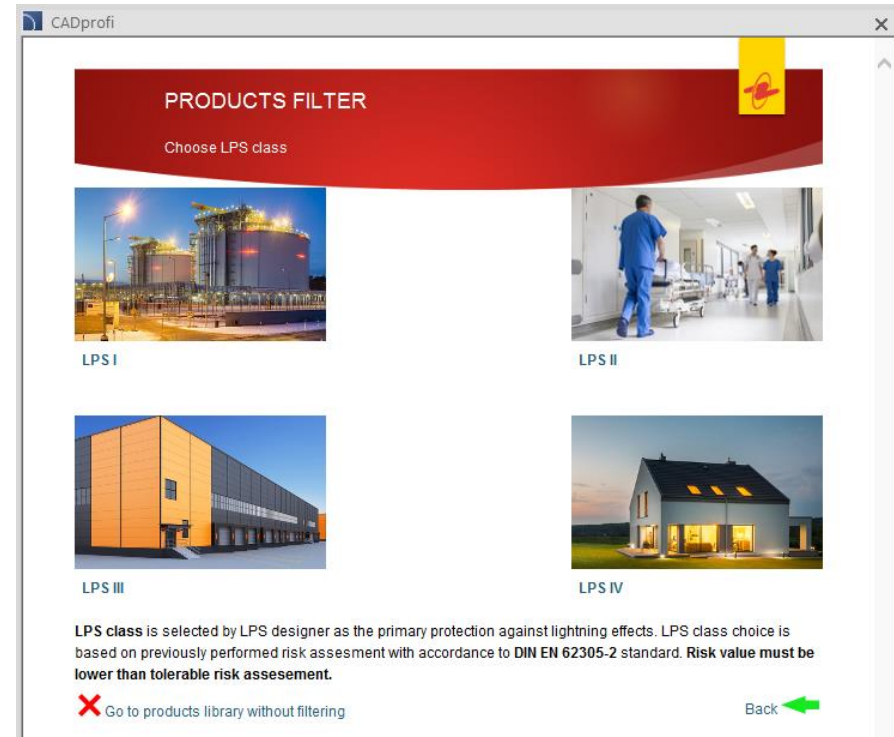 CADprofi
PRODUCTS FILTER
Choose LPS class
LPS I
LPS II
LPS III
LPS IV
LPS class is selected by LPS designer as the primary protection against lightning effects. LPS class choice is
based on previously performed risk assesment with accordance to DIN EN 62305-2 standard. Risk value must be
lower than tolerable risk assesement.
Go to products library without filtering
Back